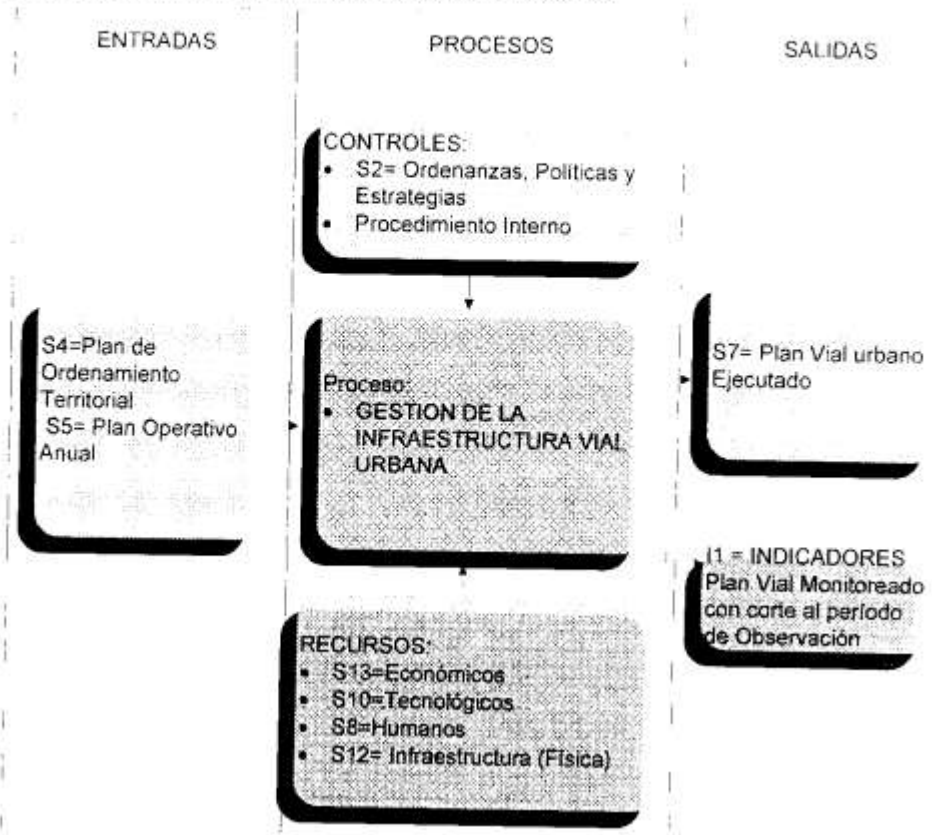 ENTRADAS
PROCESOS
SALIDAS
CONTROLES:
• S2= Ordenanzas, Políticas y
Estrategias
• Procedimiento Interno
S4=Plan de
Ordenamiento
Territorial
S5= Plan Operativo
Anual
Proceso:
• GESTION DE LA
INFRAESTRUCTURA VIAL
URBANA
S7= Plan Vial urbano
Ejecutado
I1 = INDICADORES
Plan Vial Monitoreado
con corte al período
de Observación
RECURSOS:
• S13=Económicos
• S10=Tecnológicos
• S8=Humanos
• S12= Infraestructura (Física)